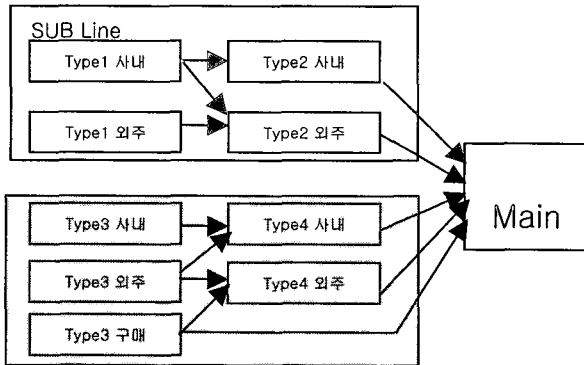 SUB Line
Type1 사내
Type2 사내
Type1 외주
Type2 외주
Main
Type3 사내
Type4 사내
Type3 외주
Type4 외주
Type3 구매